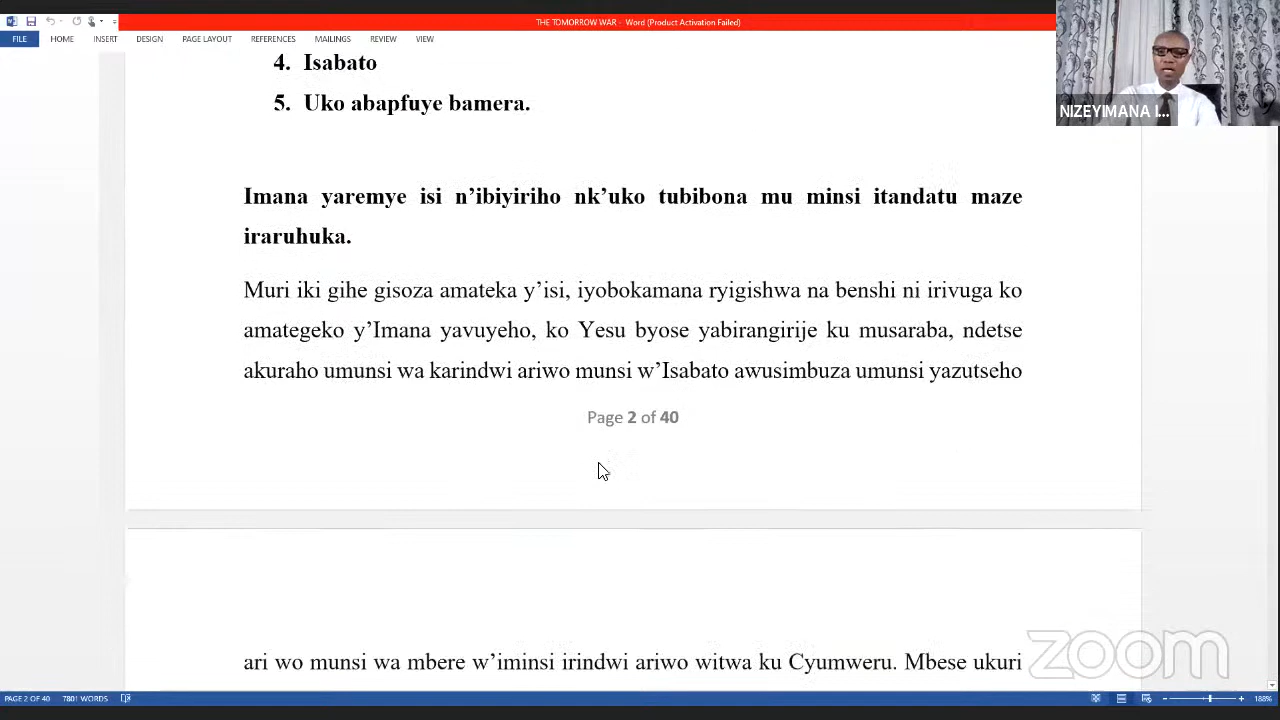 THE TOMORROW WAR - Word (Product Activation Failed)
FILE HOME INSERT DESIGN PAGE LAYOUT REFERENCES MAILINGS REVIEW VIEW
4. Isabato
5. Uko abapfuye bamera.
NIZEYIMANA I...
Imana yaremye isi n’ibiyiriho nk’uko tubibona mu minsi itandatu maze
iraruhuka.
Muri iki gihe gisoza amateka y’isi, iyobokamana ryigishwa na benshi ni irivuga ko
amategeko y’Imana yavuyeho, ko Yesu byose yabirangirije ku musaraba, ndetse
akuraho umunsi wa karindwi ariwo munsi w’Isabato awusimbuza umunsi yazutseho
Page 2 of 40
ari wo munsi wa mbere w’iminsi irindwi ariwo witwa ku Cyumweru. Mbese ukuri
zoom
PAGE 2 OF 40 7801 WORDS
188%